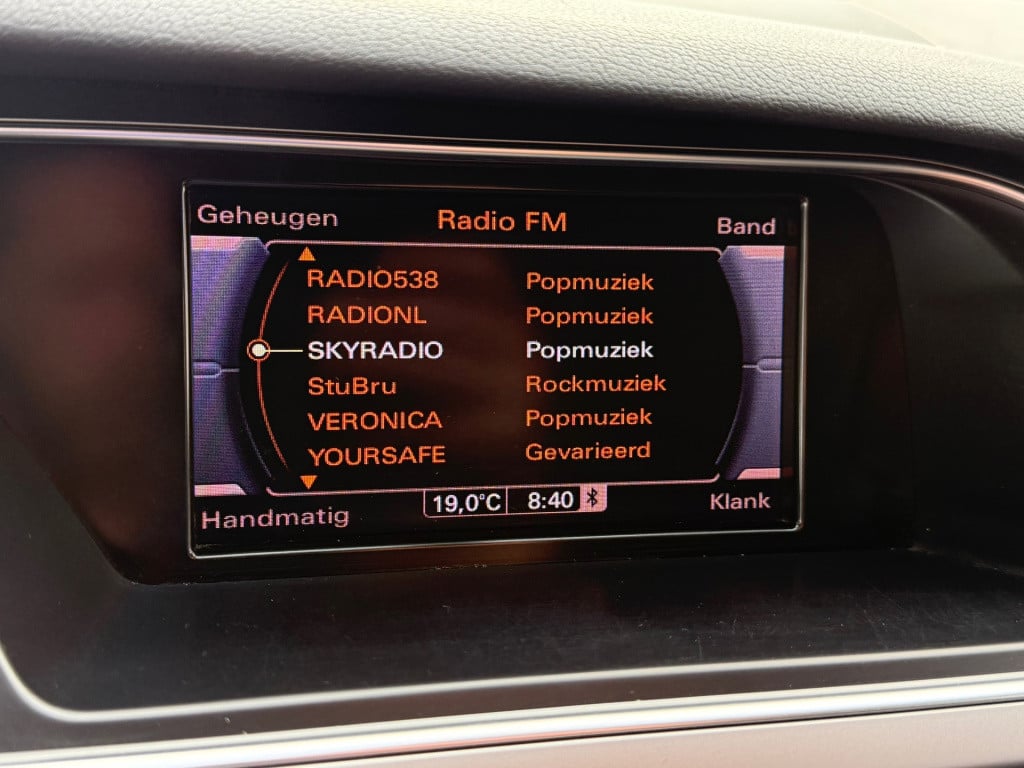 Geheugen Radio FM Band
RADIO538 Popmuziek
RADIONL Popmuziek
SKYRADIO Popmuziek
StuBru Rockmuziek
VERONICA Popmuziek
YOURSAFE Gevarieerd
Handmatig 19,0°C 8:40 Klank